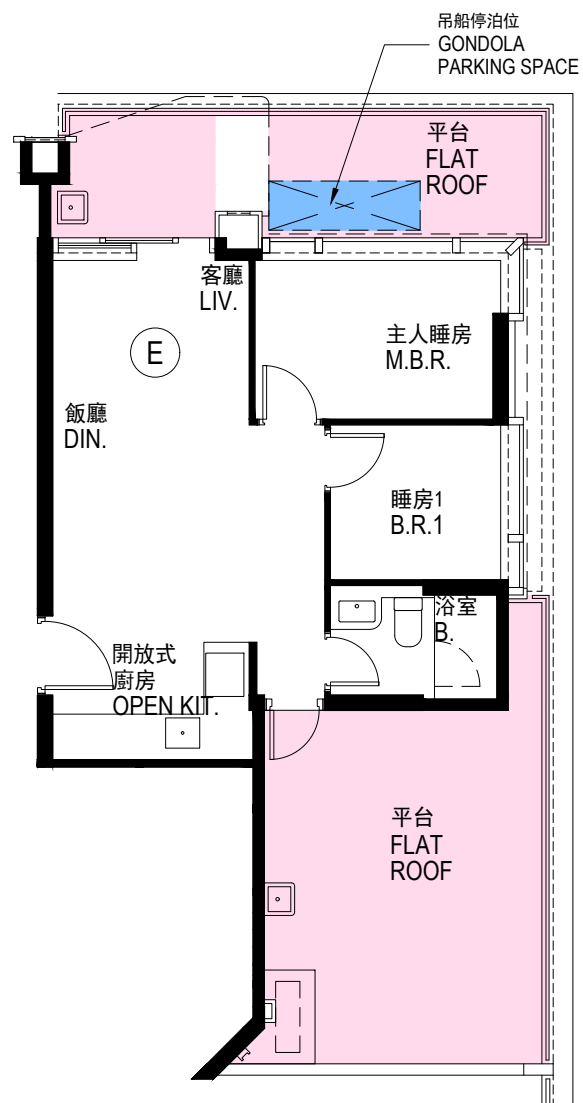 吊船停泊位
GONDOLA
PARKING SPACE
平台
FLAT
ROOF
客廳
LIV.
E
主人睡房
M.B.R.
飯廳
DIN.
睡房1
B.R.1
浴室
B.
開放式
廚房
OPEN KIT.
平台
FLAT
ROOF